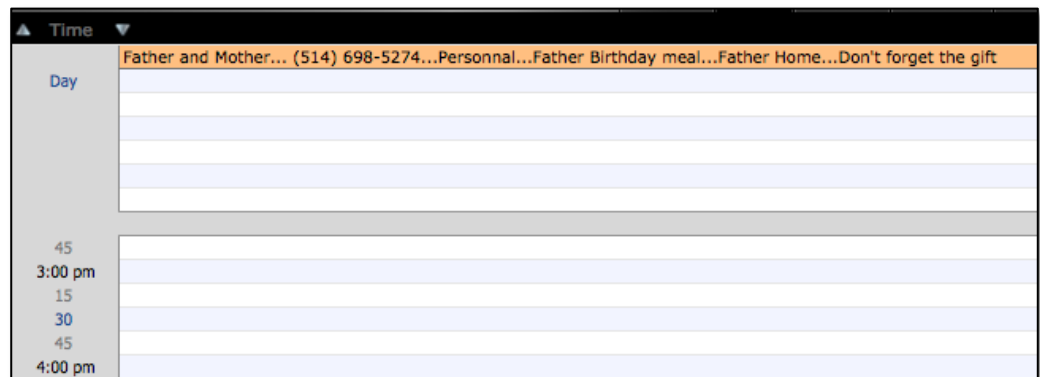 Time
Father and Mother... (514) 698-5274...Personnal...Father Birthday meal...Father Home...Don't forget the gift
Day
45
3:00 pm
15
30
45
4:00 pm